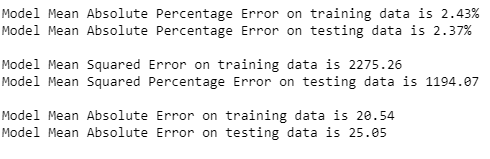 Model Mean Absolute Percentage Error on training data is 2.43%
Model Mean Absolute Percentage Error on testing data is 2.37%
Model Mean Squared Error on training data is 2275.26
Model Mean Squared Percentage Error on testing data is 1194.07
Model Mean Absolute Error on training data is 20.54
Model Mean Absolute Error on testing data is 25.05